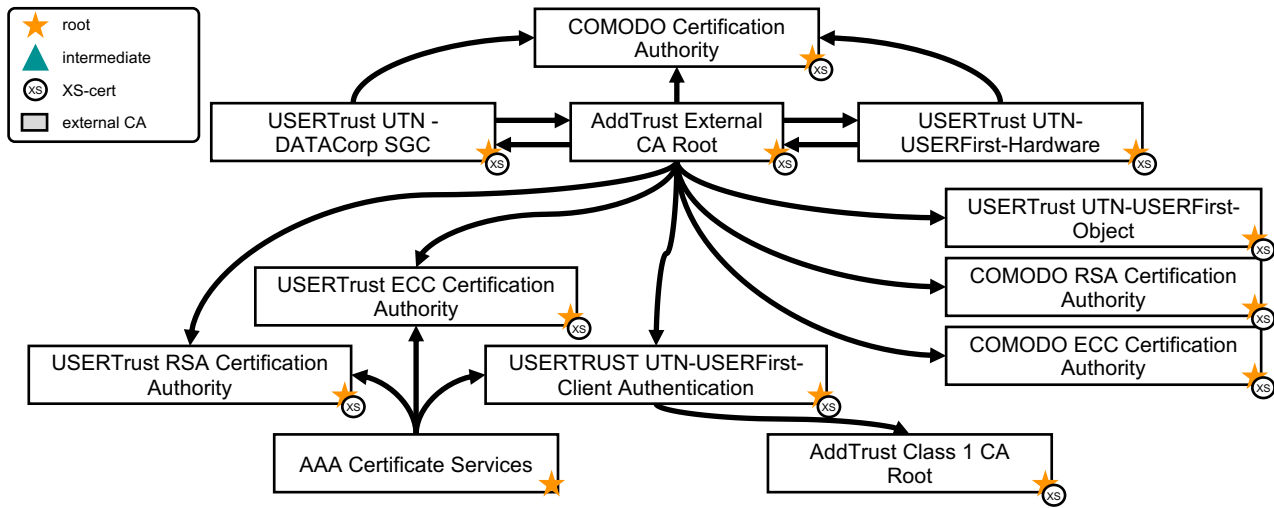 root
intermediate
XS
XS-cert
external CA
COMODO Certification
Authority
XS
USERTrust UTN -
DATACorp SGC
XS
AddTrust External
CA Root
XS
USERTrust UTN-
USERFirst-Hardware
XS
USERTrust UTN-USERFirst-
Object
XS
USERTrust ECC Certification
Authority
XS
COMODO RSA Certification
Authority
XS
USERTrust RSA Certification
Authority
XS
USERTRUST UTN-USERFirst-
Client Authentication
XS
COMODO ECC Certification
Authority
XS
AAA Certificate Services
AddTrust Class 1 CA
Root
XS